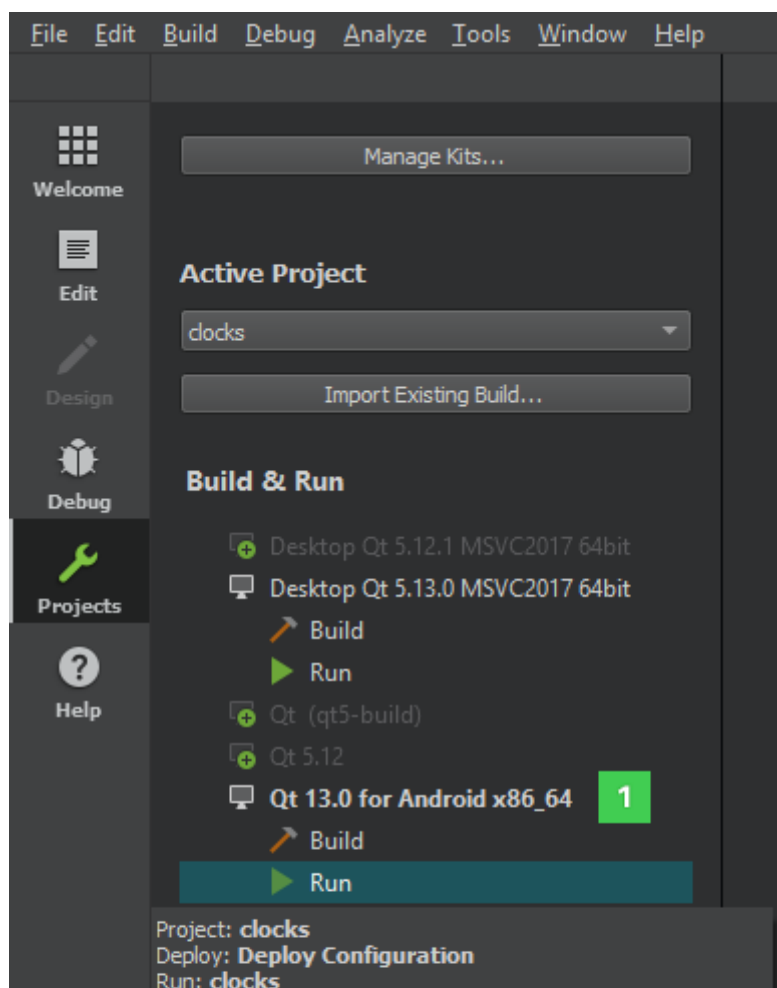 File Edit Build Debug Analyze Tools Window Help
Welcome
Edit
Design
Debug
Projects
Help
Manage Kits...
Active Project
clocks
Import Existing Build...
Build & Run
Desktop Qt 5.12.1 MSVC2017 64bit
Desktop Qt 5.13.0 MSVC2017 64bit
Build
Run
Qt (qt5-build)
Qt 5.12
Qt 13.0 for Android x86_64 1
Build
Run
Project: clocks
Deploy: Deploy Configuration
Run: clocks